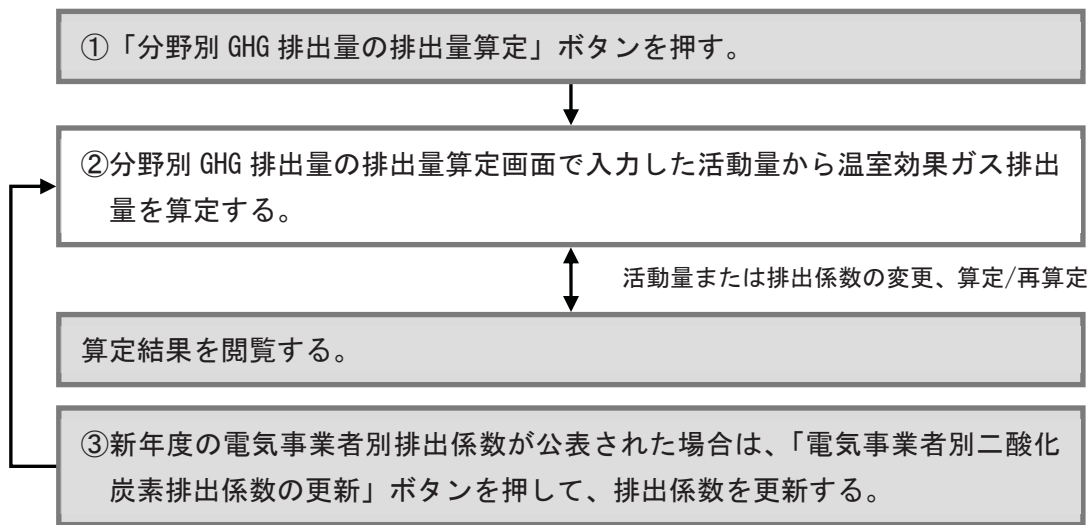 ①「分野別 GHG 排出量の排出量算定」ボタンを押す。
②分野別 GHG 排出量の排出量算定画面で入力した活動量から温室効果ガス排出
量を算定する。
活動量または排出係数の変更、算定/再算定
算定結果を閲覧する。
③新年度の電気事業者別排出係数が公表された場合は、「電気事業者別二酸化
炭素排出係数の更新」ボタンを押して、排出係数を更新する。